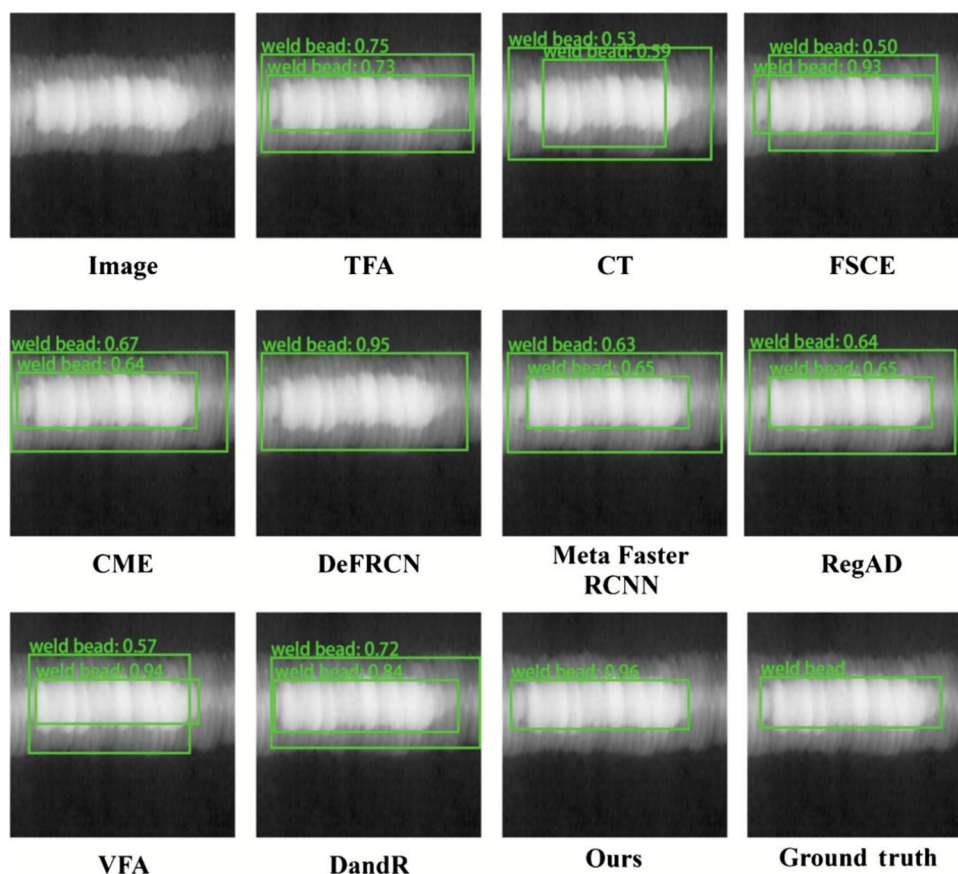 weld bead: 0.75
weld bead: 0.73
weld bead: 0.53
weld bead: 0.59
weld bead: 0.50
weld bead: 0.93
Image
TFA
CT
FSCE
weld bead: 0.67
weld bead: 0.64
weld bead: 0.95
weld bead: 0.63
weld bead: 0.65
weld bead: 0.64
weld bead: 0.65
CME
DeFRCN
Meta Faster
RCNN
RegAD
weld bead: 0.57
weld bead: 0.94
weld bead: 0.72
weld bead: 0.84
weld bead: 0.96
weld bead
VFA
DandR
Ours
Ground truth